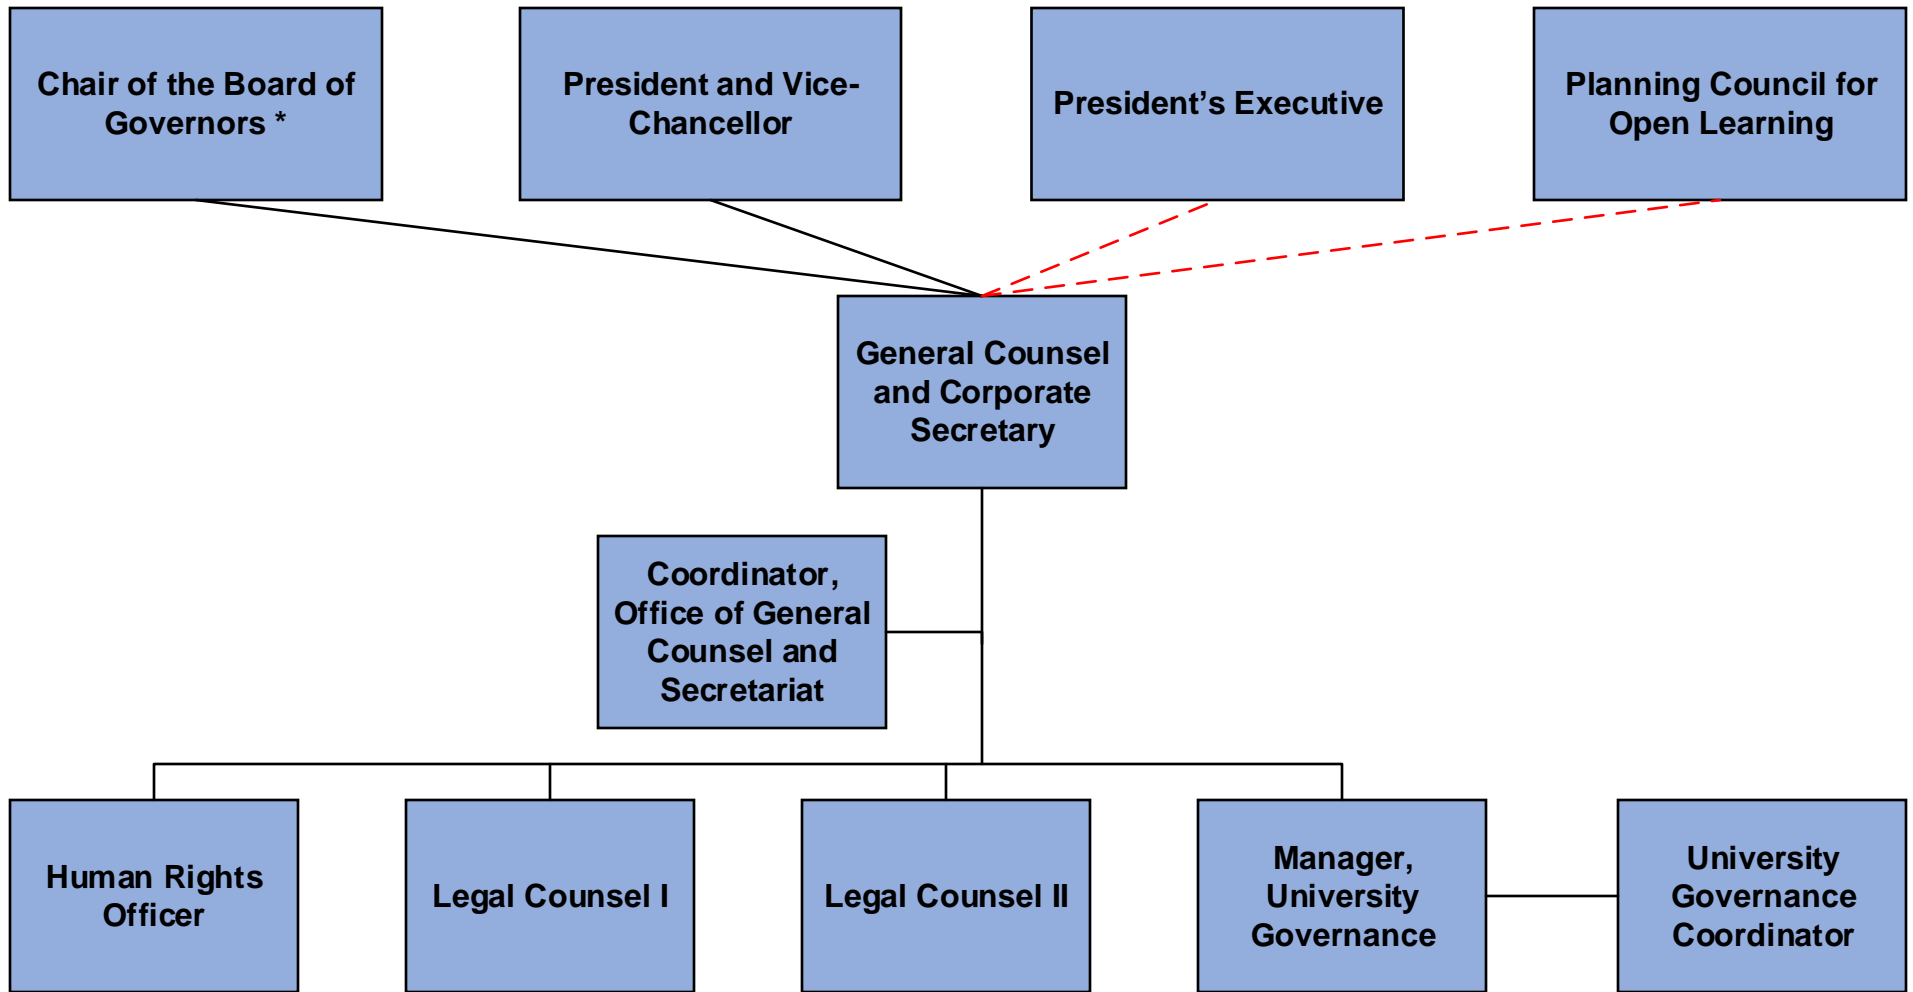 Chair of the Board of
Governors *
President and Vice-
Chancellor
President’s Executive
Planning Council for
Open Learning
General Counsel
and Corporate
Secretary
Coordinator,
Office of General
Counsel and
Secretariat
Human Rights
Officer
Legal Counsel I
Legal Counsel II
Manager,
University
Governance
University
Governance
Coordinator